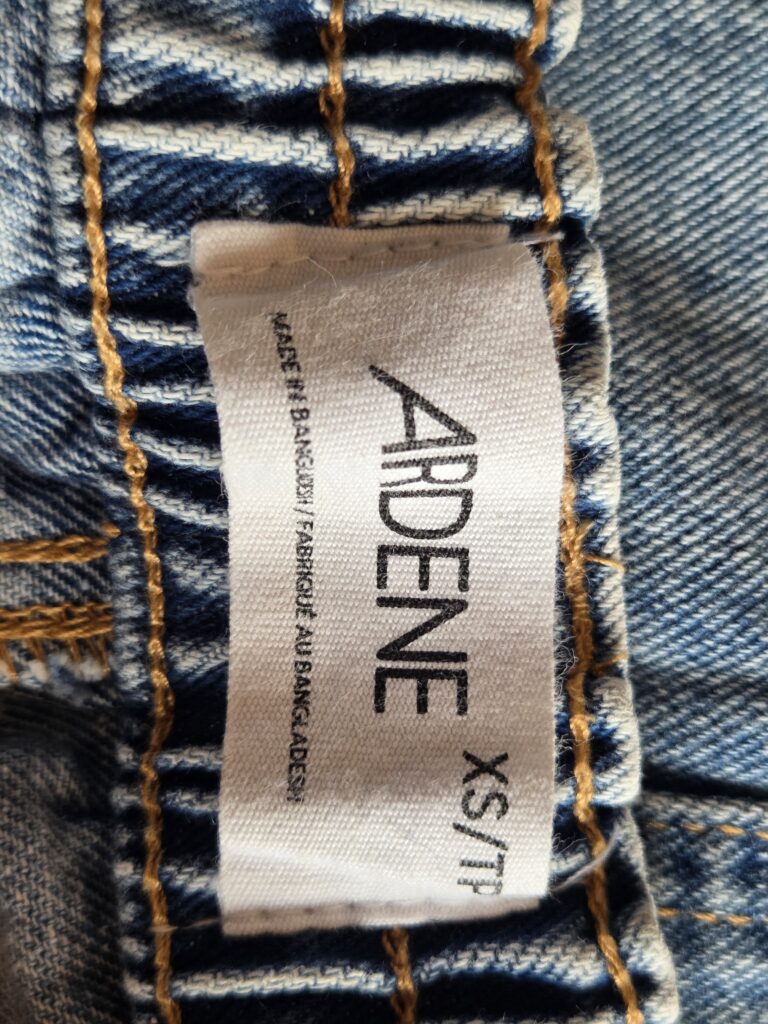 ARDENE
XS/TP
MADE IN BANGLADESH / FABRIQUÉ AU BANGLADESH